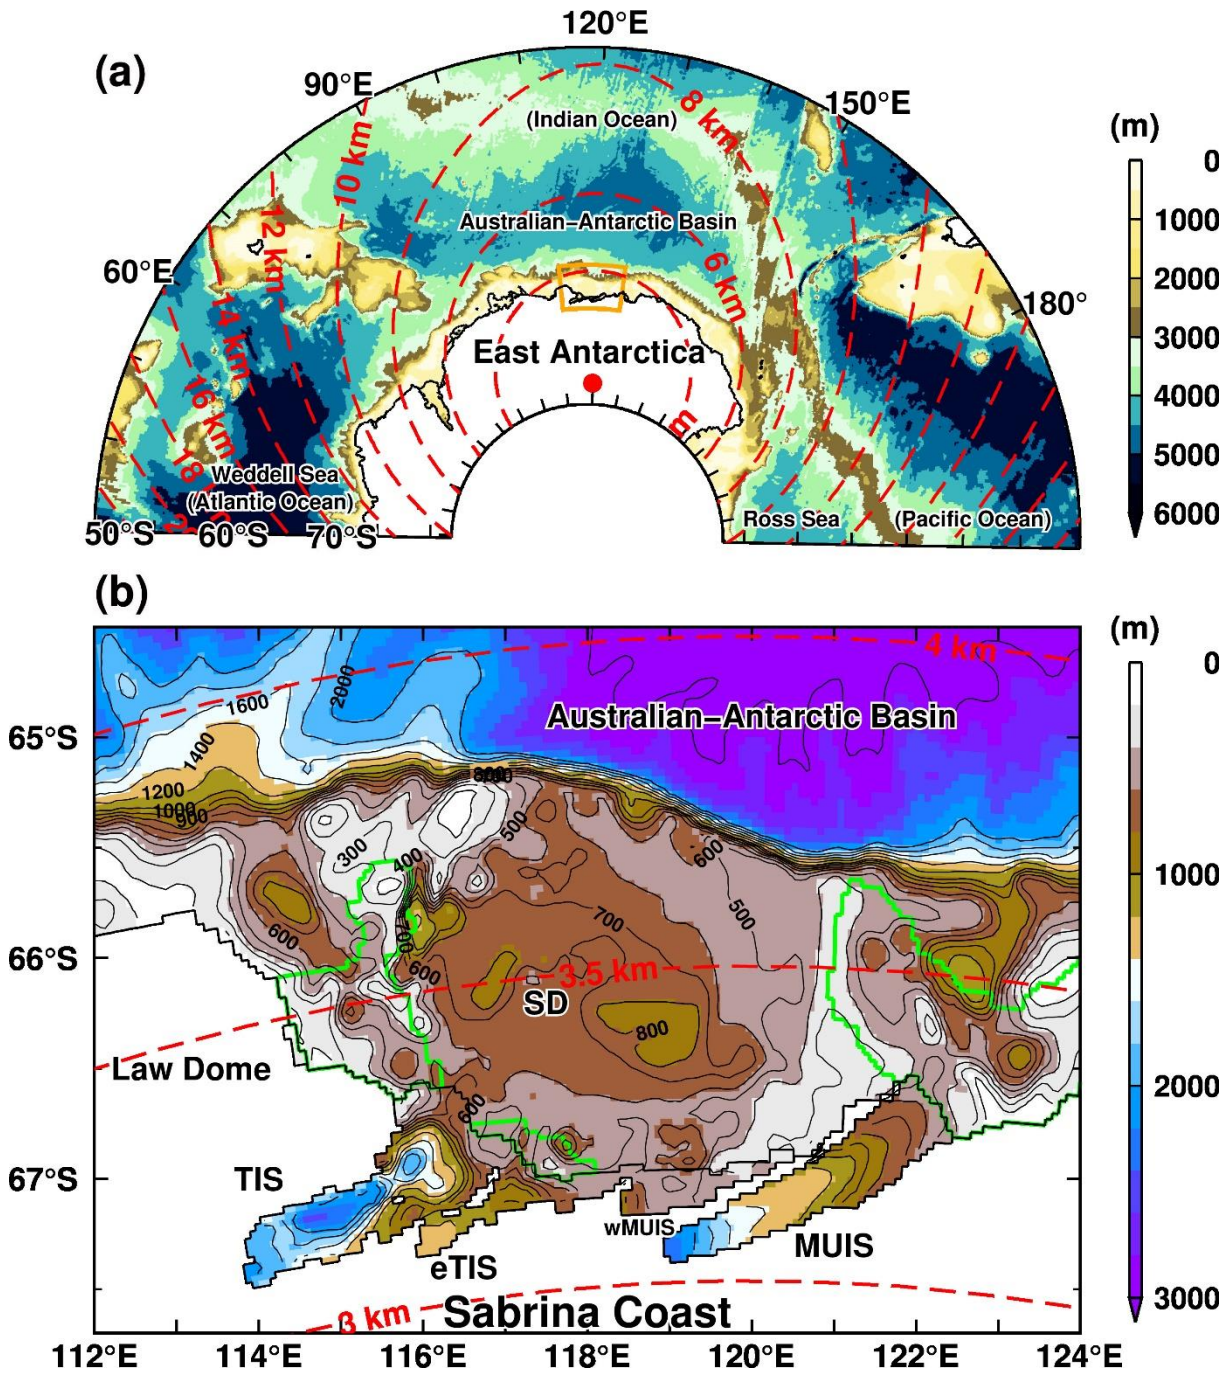 (a)
120°E
90°E
150°E
60°E
180°
(m)
0
1000
2000
3000
4000
5000
6000
(Indian Ocean)
8 km
10 km
12 km
14 km
16 km
18
6 km
Australian–Antarctic Basin
East Antarctica
Weddell Sea
(Atlantic Ocean)
Ross Sea
(Pacific Ocean)
50°S
60°S
70°S
(b)
(m)
0
1000
2000
3000
4 km
2000
1600
1400
1200
1000
900
800
Australian–Antarctic Basin
65°S
500
300
400
600
600
700
500
700
600
66°S
3.5 km
SD
800
Law Dome
600
67°S
TIS
eTIS
wMUIS
MUIS
3 km
Sabrina Coast
112°E
114°E
116°E
118°E
120°E
122°E
124°E